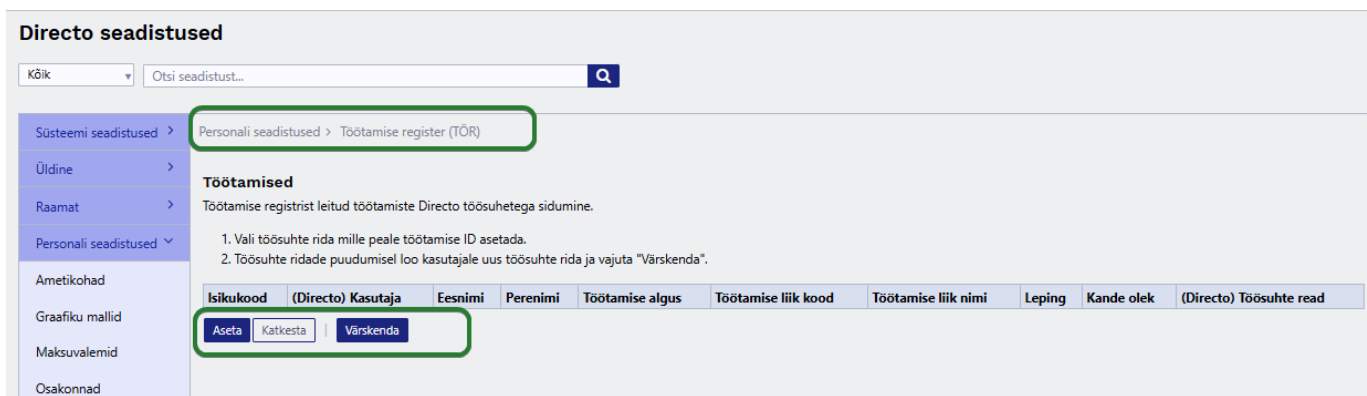 Directo seadistused
Kõik
Otsi seadistust...
Süsteemi seadistused
Üldine
Raamat
Personali seadistused
Ametikohad
Graafiku mallid
Maksuvalemid
Osakonnad
Personali seadistused > Töötamise register (TÖR)
Töötamised
Töötamise registrist leitud töötamiste Directo töösuhetega sidumine.
1. Vali töösuhte rida mille peale töötamise ID asetada.
2. Töösuhte ridade puudumisel loo kasutajale uus töösuhte rida ja vajuta "Värskenda".
Isikukood (Directo) Kasutaja Eesnimi Perenimi Töötamise algus Töötamise liik kood Töötamise liik nimi Leping Kande olek (Directo) Töösuhte read
Aseta Katkesta | Värskenda